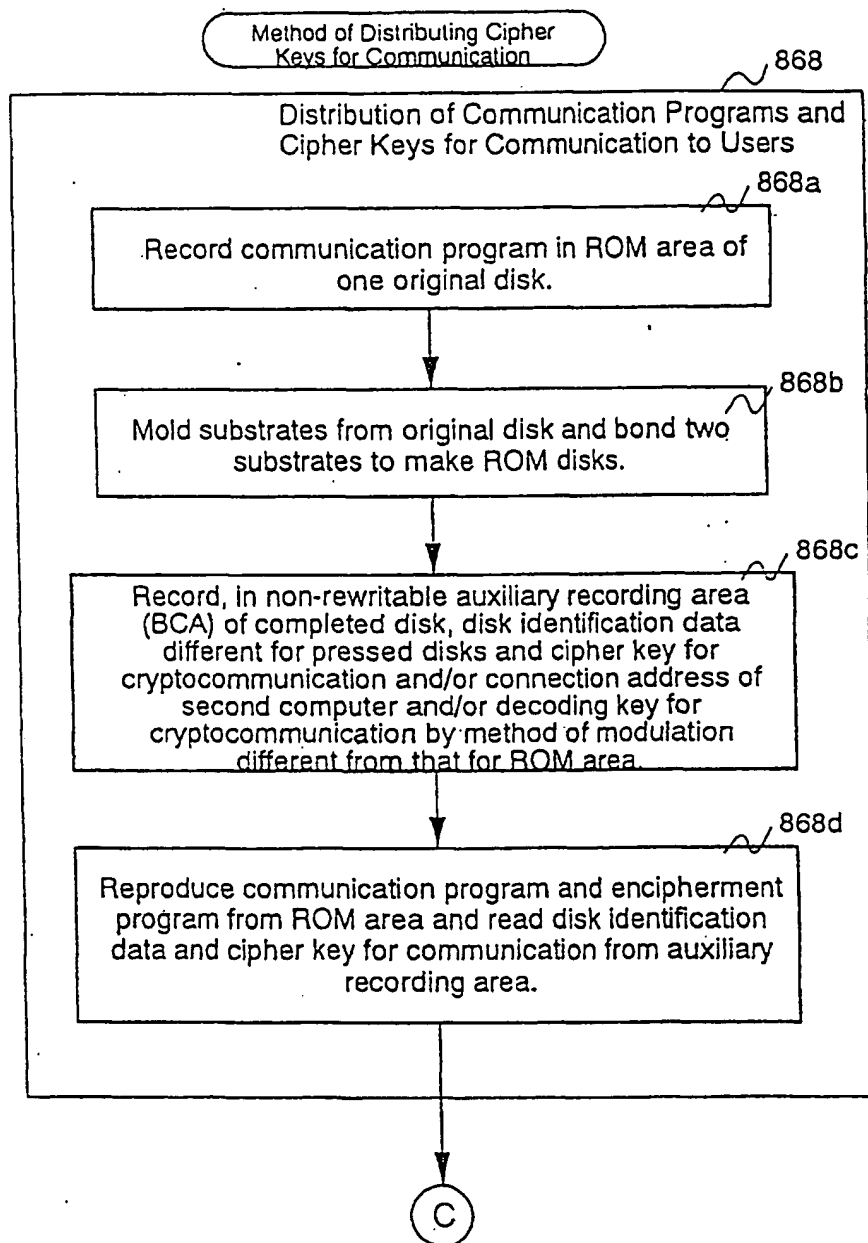 Method of Distributing Cipher
Keys for Communication
868
Distribution of Communication Programs and
Cipher Keys for Communication to Users
868a
Record communication program in ROM area of
one original disk.
868b
Mold substrates from original disk and bond two
substrates to make ROM disks.
868c
Record, in non-rewritable auxiliary recording area
(BCA) of completed disk, disk identification data
different for pressed disks and cipher key for
cryptocommunication and/or connection address of
second computer and/or decoding key for
cryptocommunication by method of modulation
different from that for ROM area.
868d
Reproduce communication program and encipherment
program from ROM area and read disk identification
data and cipher key for communication from auxiliary
recording area.
C